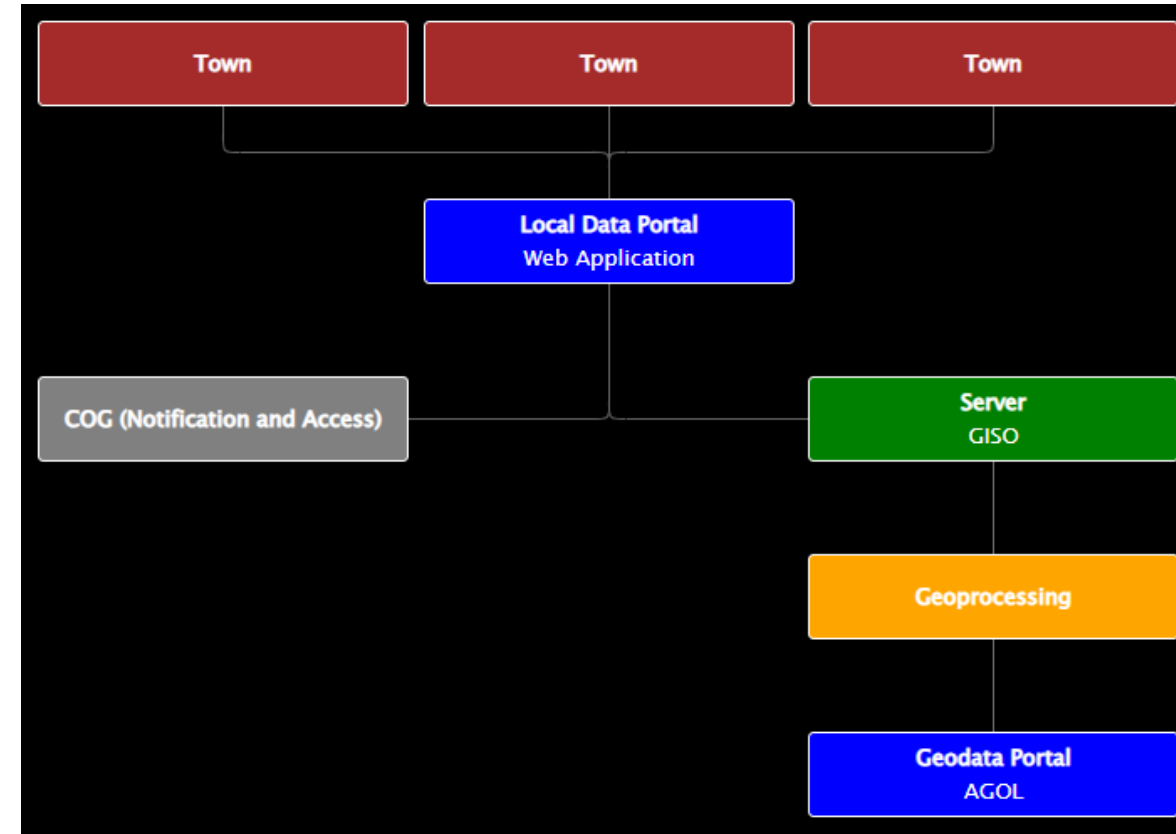 Town
Town
Town
Local Data Portal
Web Application
COG (Notification and Access)
Server
GISO
Geoprocessing
Geodata Portal
AGOL